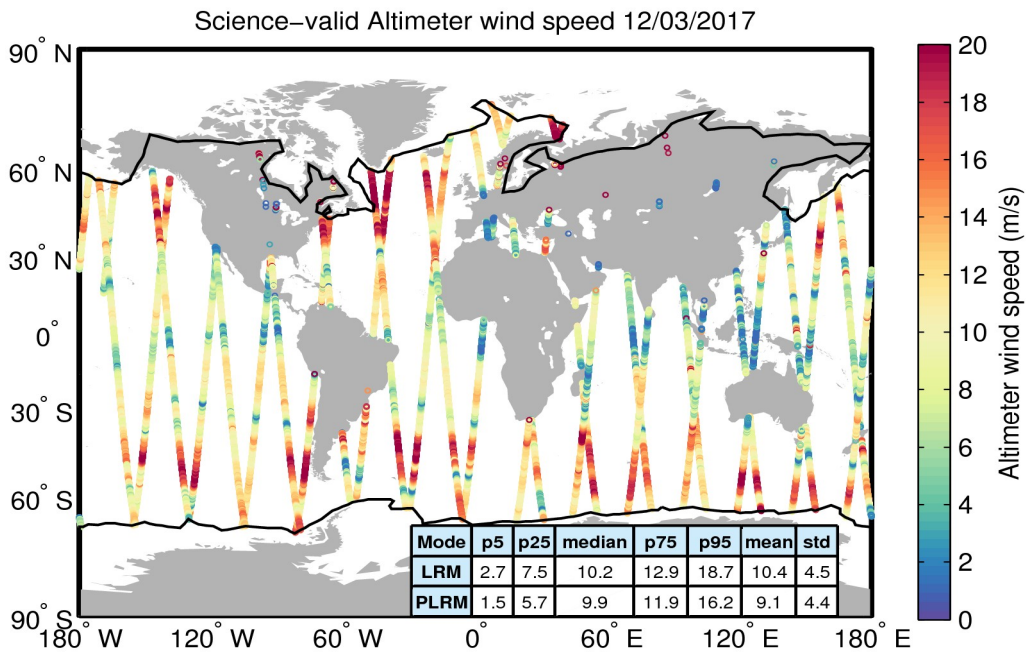 Science−valid Altimeter wind speed 12/03/2017
90° N
60° N
30° N
0°
30° S
60° S
90° S
180° W
120° W
60° W
0°
60° E
120° E
180° E
Mode p5 p25 median p75 p95 mean std
LRM 2.7 7.5 10.2 12.9 18.7 10.4 4.5
PLRM 1.5 5.7 9.9 11.9 16.2 9.1 4.4
20
18
16
14
12
10
8
6
4
2
0
Altimeter wind speed (m/s)